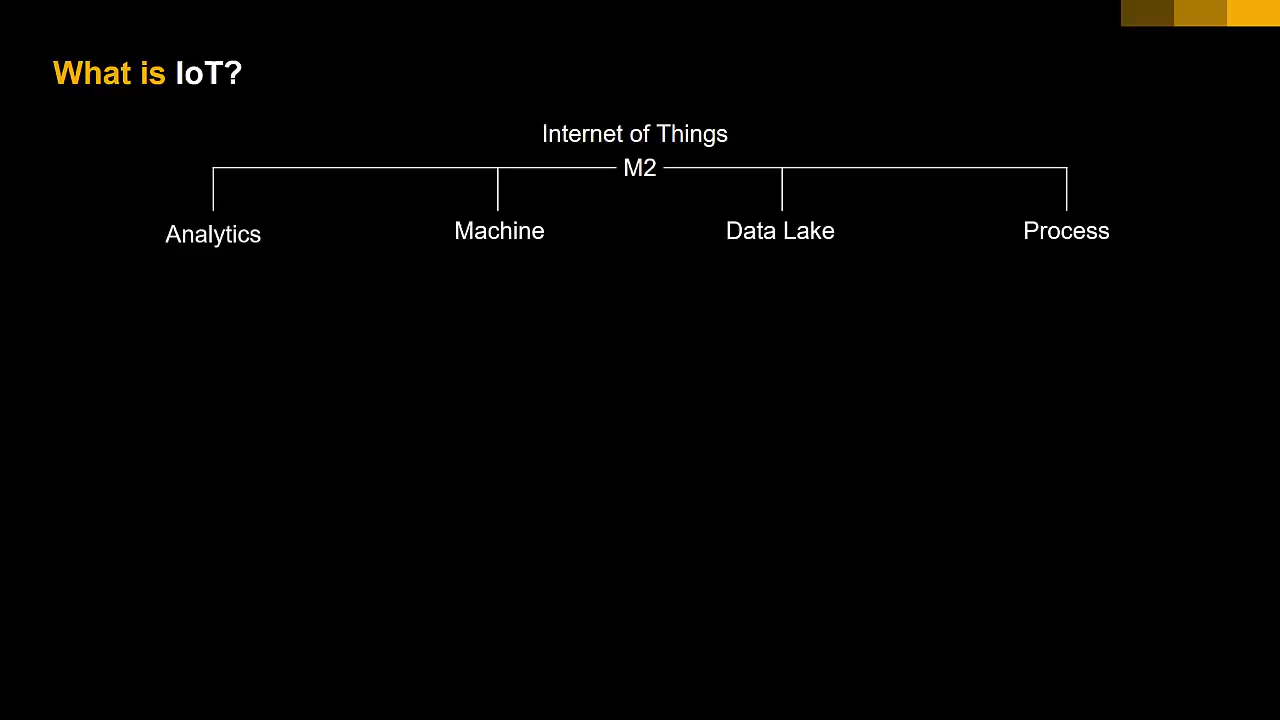 What is IoT?
Internet of Things
M2
Analytics
Machine
Data Lake
Process